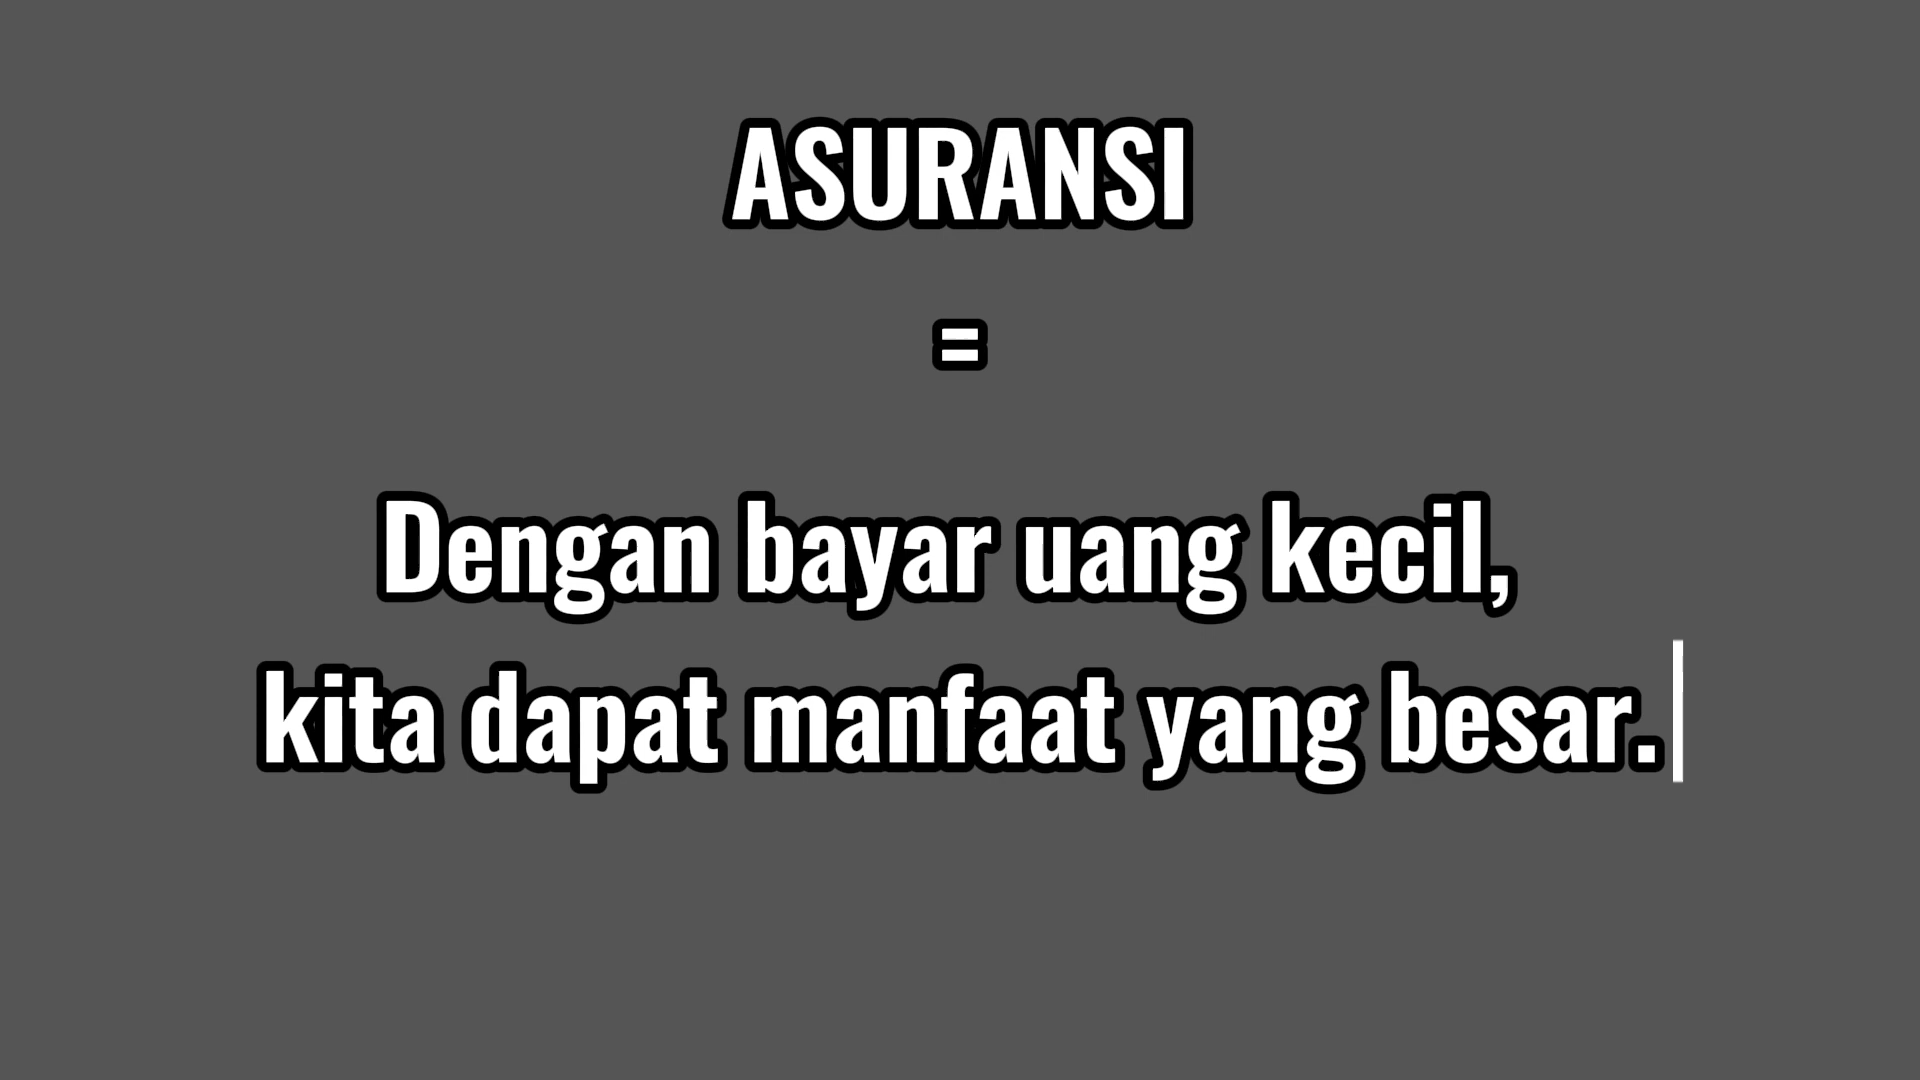 ASURANSI
=
Dengan bayar uang kecil,
kita dapat manfaat yang besar.